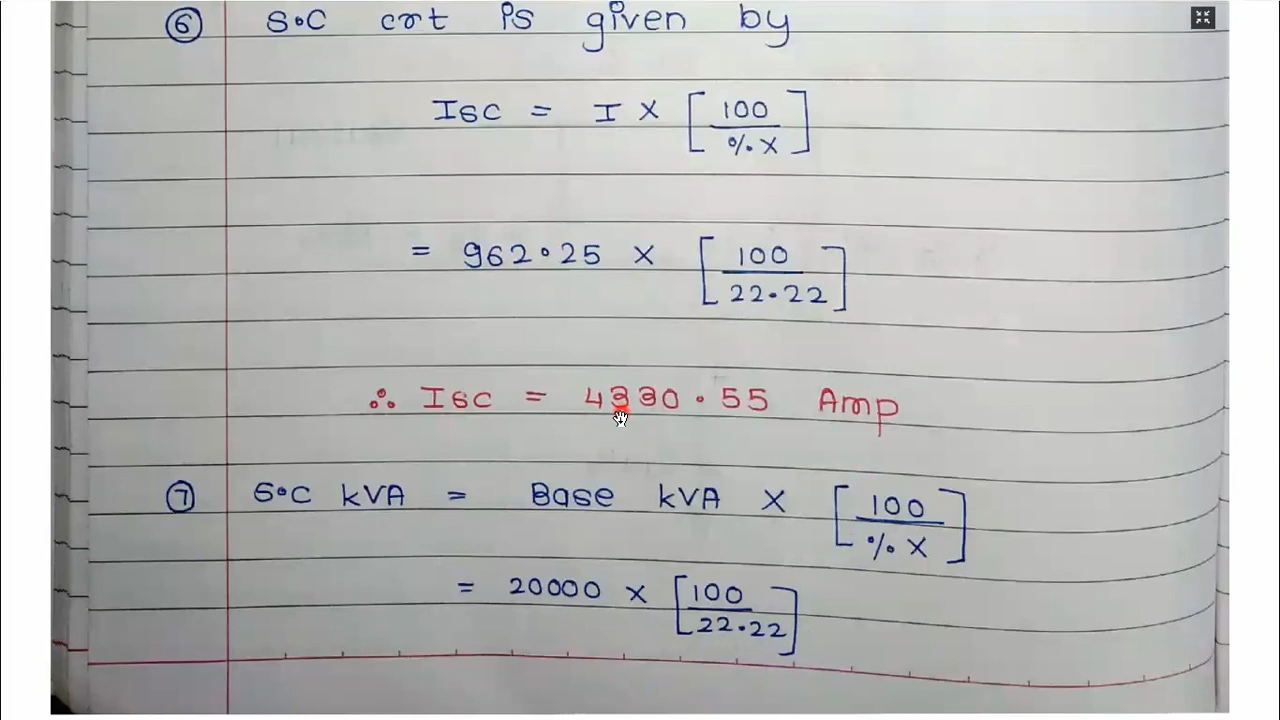 ⑥ S.C crt is given by
Isc = I X [100
% X]
= 962.25 X [100
22.22]
∴ Isc = 4330.55 Amp
⑦ S.C kVA = Base kVA X [100
% X]
= 20000 X [100
22.22]